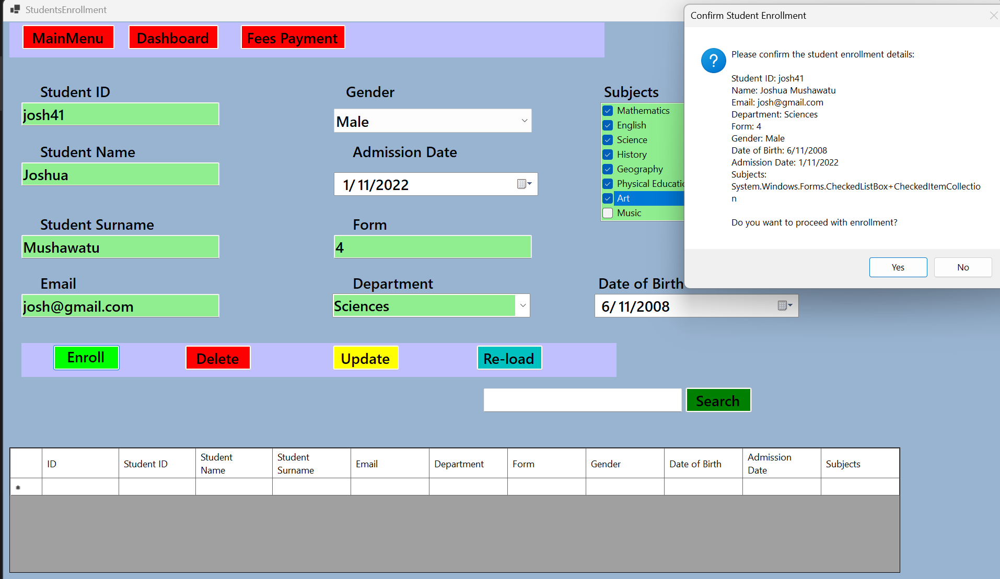 StudentsEnrollment
MainMenu
Dashboard
Fees Payment
Student ID
josh41
Student Name
Joshua
Student Surname
Mushawatu
Email
josh@gmail.com
Gender
Male
Admission Date
1/ 11/2022
Form
4
Department
Sciences
Subjects
Mathematics
English
Science
History
Geography
Physical Educatio
Art
Music
Date of Birth
6/ 11/2008
Confirm Student Enrollment
Please confirm the student enrollment details:
Student ID: josh41
Name: Joshua Mushawatu
Email: josh@gmail.com
Department: Sciences
Form: 4
Gender: Male
Date of Birth: 6/11/2008
Admission Date: 1/11/2022
Subjects:
System.Windows.Forms.CheckedListBox+CheckedItemCollectio
n
Do you want to proceed with enrollment?
Yes
No
Enroll
Delete
Update
Re-load
Search
ID
Student ID
Student
Name
Student
Surname
Email
Department
Form
Gender
Date of Birth
Admission
Date
Subjects